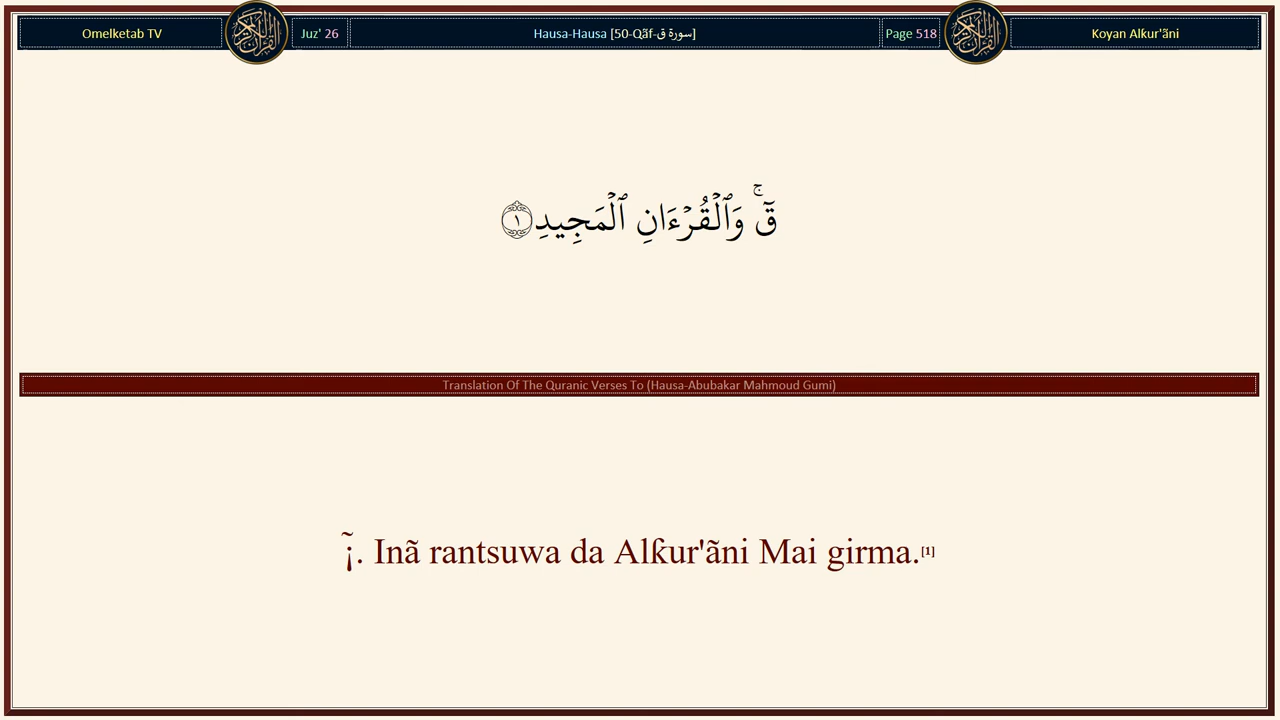 Omelketab TV
Juz' 26
Hausa-Hausa [50-Qãf-سورة ق]
Page 518
Koyan Alƙur'ãni
قٓۚ وَٱلۡقُرۡءَانِ ٱلۡمَجِيدِ ١
Translation Of The Quranic Verses To (Hausa-Abubakar Mahmoud Gumi)
¡̃. Inã rantsuwa da Alƙur'ãni Mai girma.[1]